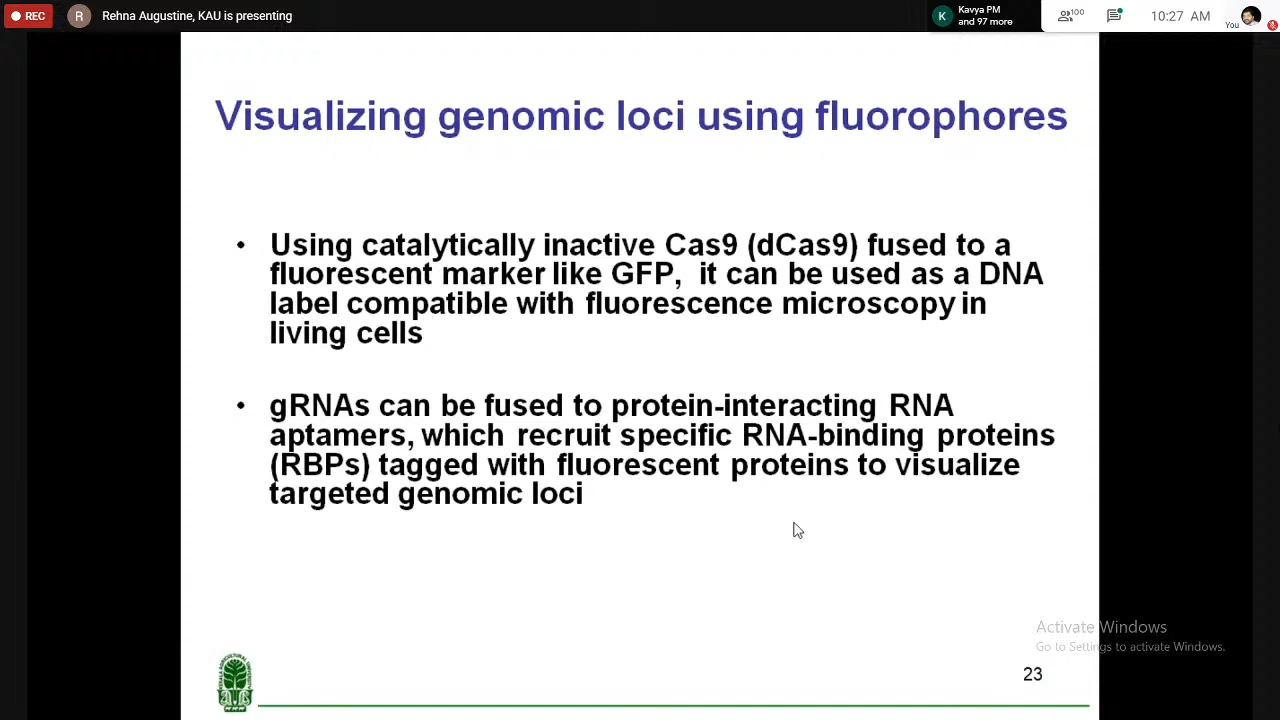 REC
R
Rehna Augustine, KAU is presenting
K
Kavya PM
and 97 more
100
10:27 AM
You
Visualizing genomic loci using fluorophores
• Using catalytically inactive Cas9 (dCas9) fused to a
fluorescent marker like GFP, it can be used as a DNA
label compatible with fluorescence microscopy in
living cells
• gRNAs can be fused to protein-interacting RNA
aptamers, which recruit specific RNA-binding proteins
(RBPs) tagged with fluorescent proteins to visualize
targeted genomic loci
Activate Windows
Go to Settings to activate Windows.
23